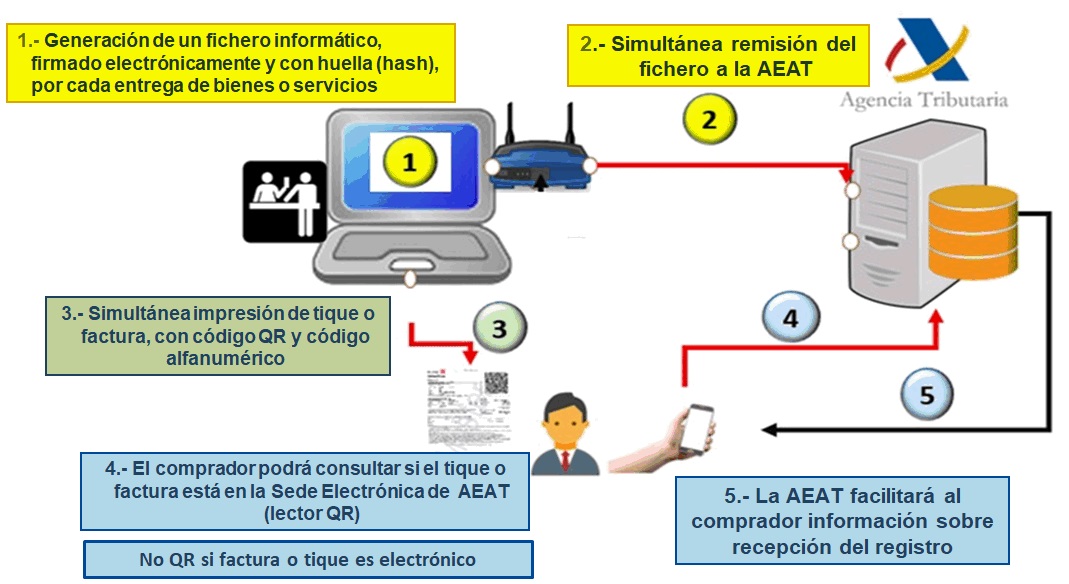 1.- Generación de un fichero informático,
firmado electrónicamente y con huella (hash),
por cada entrega de bienes o servicios
2.- Simultánea remisión del
fichero a la AEAT
Agencia Tributaria
1
2
3.- Simultánea impresión de tique o
factura, con código QR y código
alfanumérico
3
4
5
4.- El comprador podrá consultar si el tique o
factura está en la Sede Electrónica de AEAT
(lector QR)
No QR si factura o tique es electrónico
5.- La AEAT facilitará al
comprador información sobre
recepción del registro